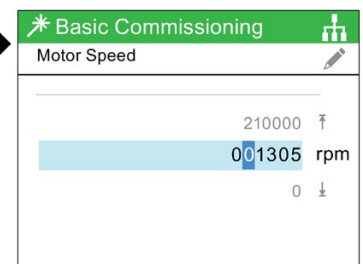 Basic Commissioning
Motor Speed
210000
001305 rpm
0